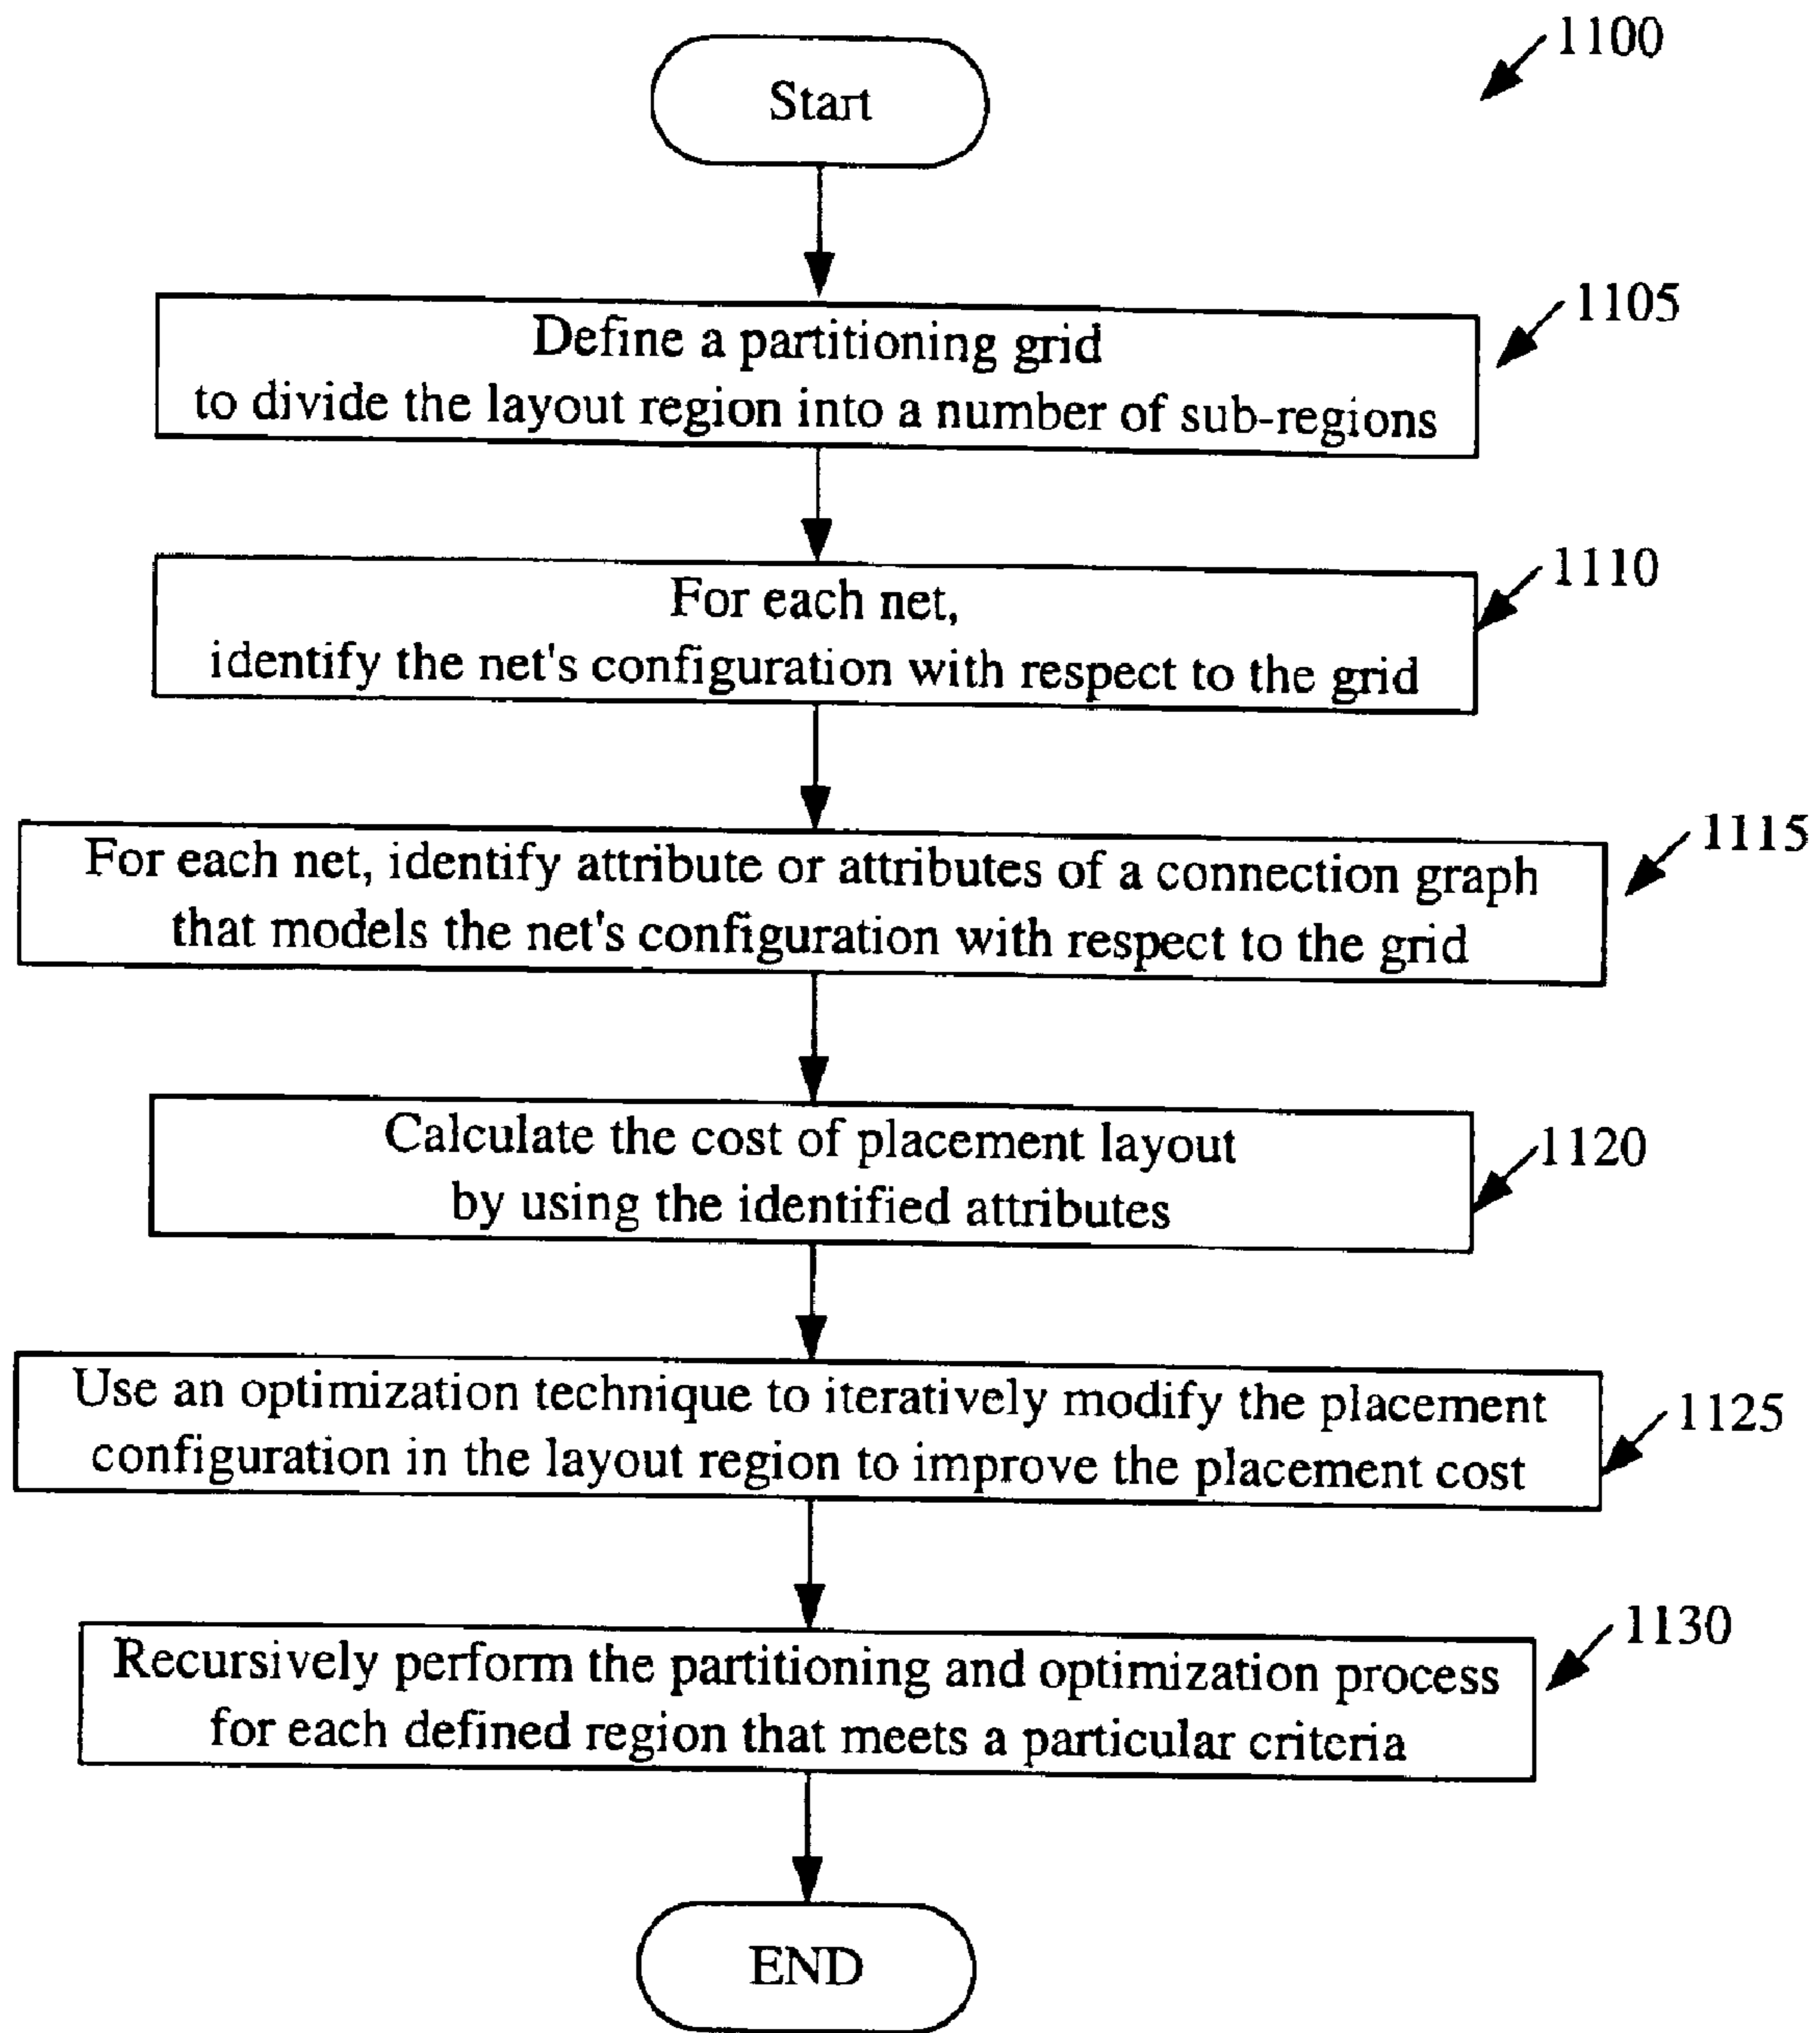 1100
Start
1105
Define a partitioning grid
to divide the layout region into a number of sub-regions
1110
For each net,
identify the net's configuration with respect to the grid
1115
For each net, identify attribute or attributes of a connection graph
that models the net's configuration with respect to the grid
1120
Calculate the cost of placement layout
by using the identified attributes
1125
Use an optimization technique to iteratively modify the placement
configuration in the layout region to improve the placement cost
1130
Recursively perform the partitioning and optimization process
for each defined region that meets a particular criteria
END